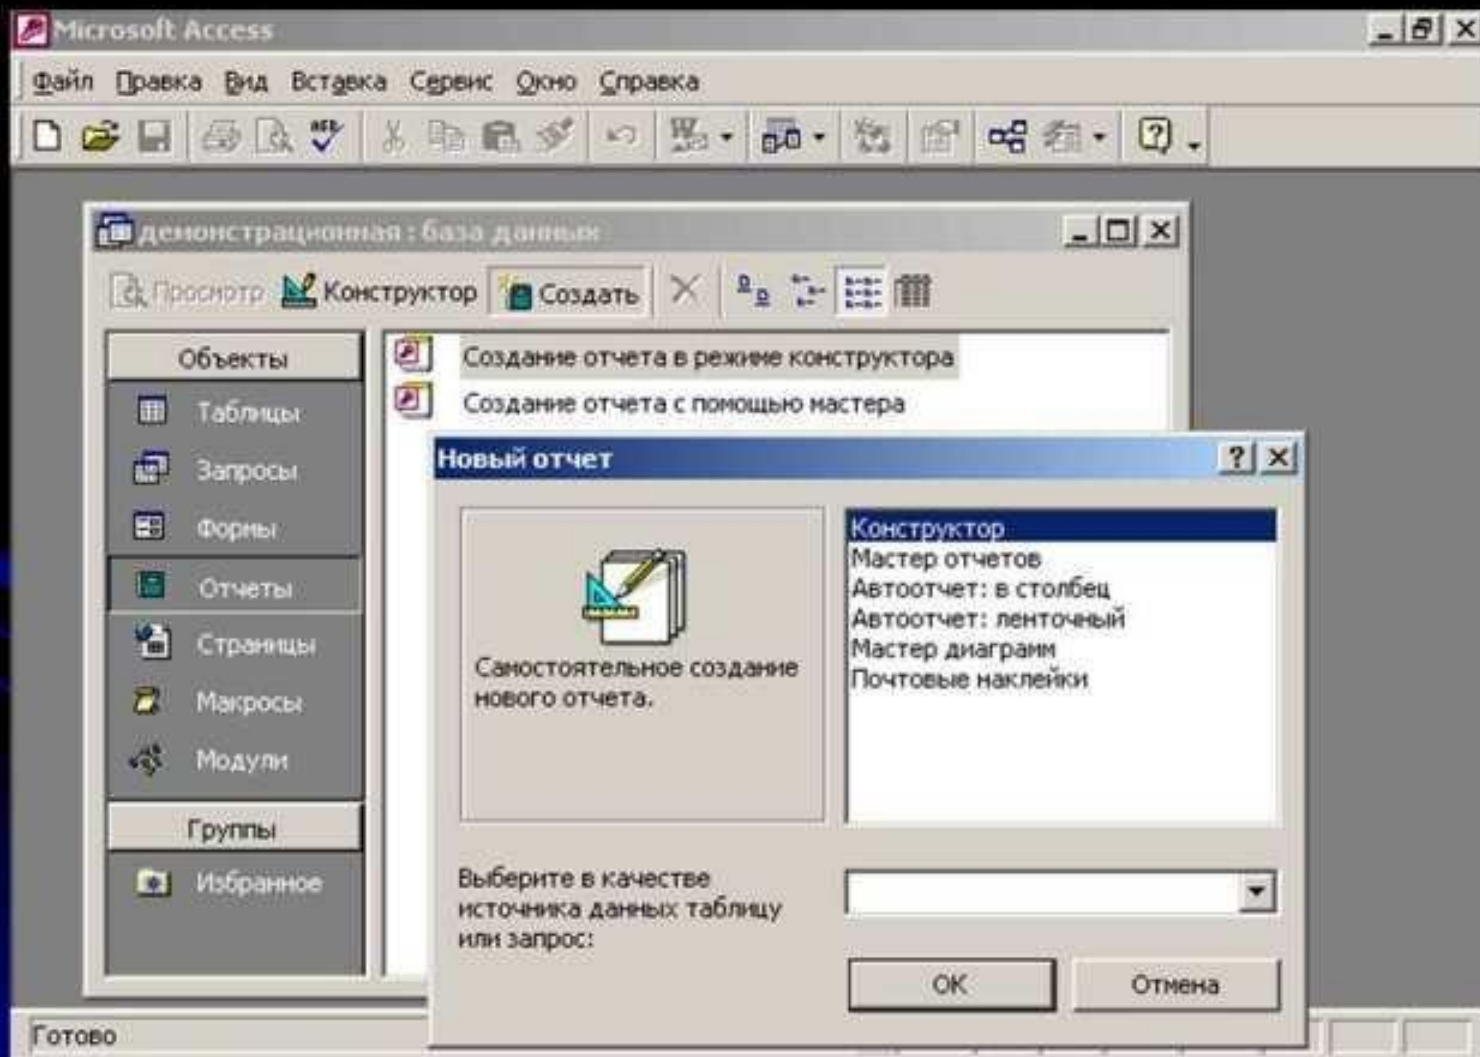 Microsoft Access
Файл Правка Вид Вставка Сервис Окно Справка
демонстрационная : база данных
Просмотр Конструктор Создать
Объекты
Таблицы
Запросы
Формы
Отчеты
Страницы
Макросы
Модули
Группы
Избранное
Создание отчета в режиме конструктора
Создание отчета с помощью мастера
Новый отчет
Самостоятельное создание
нового отчета.
Конструктор
Мастер отчетов
Автоотчет: в столбец
Автоотчет: ленточный
Мастер диаграмм
Почтовые наклейки
Выберите в качестве
источника данных таблицу
или запрос:
ОК
Отмена
Готово